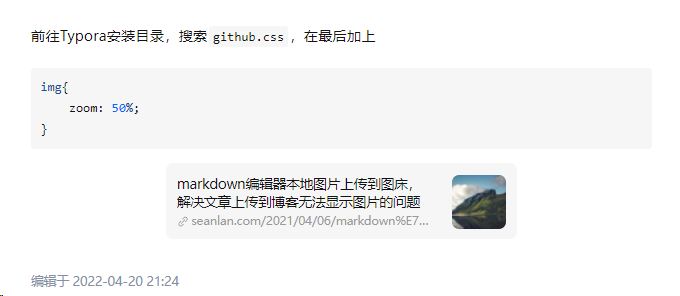 前往Typora安装目录，搜索 github.css ，在最后加上
img{
    zoom: 50%;
}
markdown编辑器本地图片上传到图床，
解决文章上传到博客无法显示图片的问题
seanlan.com/2021/04/06/markdown%E7...
编辑于 2022-04-20 21:24